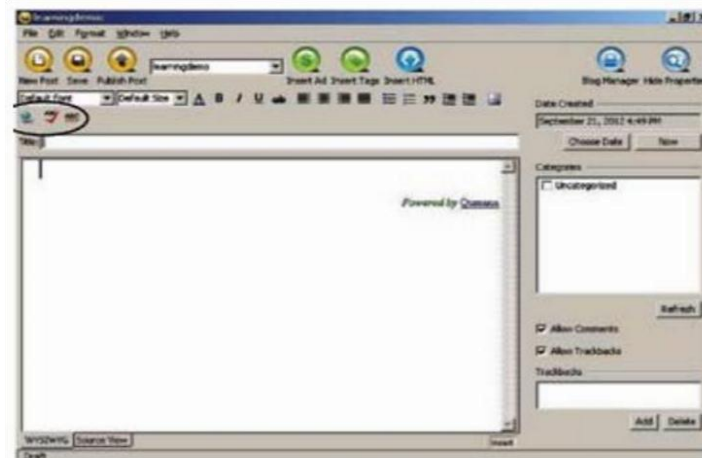 learningdemo
File Edit Format Window Help
New Post Save Publish Post learningdemo Insert Ad Insert Tags Insert HTML Blog Manager Hide Properties
Default Font Default Size A B I U abc
ABC
Title:
Powered by Qumana
Date Created
September 21, 2012 4:49 PM
Choose Date Now
Categories
Uncategorized
Refresh
Allow Comments
Allow Trackbacks
Trackbacks
Add Delete
WYSIWYG Source View Insert
Draft